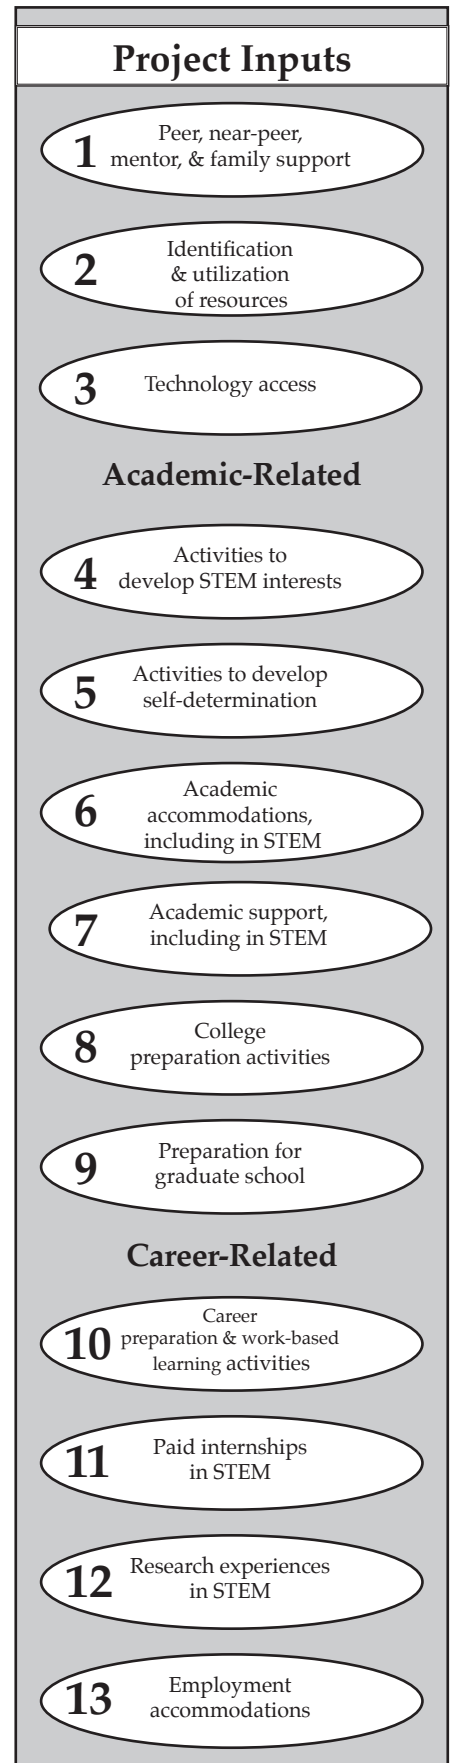 Project Inputs
1
Peer, near-peer,
mentor, & family support
2
Identification
& utilization
of resources
3
Technology access
Academic-Related
4
Activities to
develop STEM interests
5
Activities to develop
self-determination
6
Academic
accommodations,
including in STEM
7
Academic support,
including in STEM
8
College
preparation activities
9
Preparation for
graduate school
Career-Related
10
Career
preparation & work-based
learning activities
11
Paid internships
in STEM
12
Research experiences
in STEM
13
Employment
accommodations